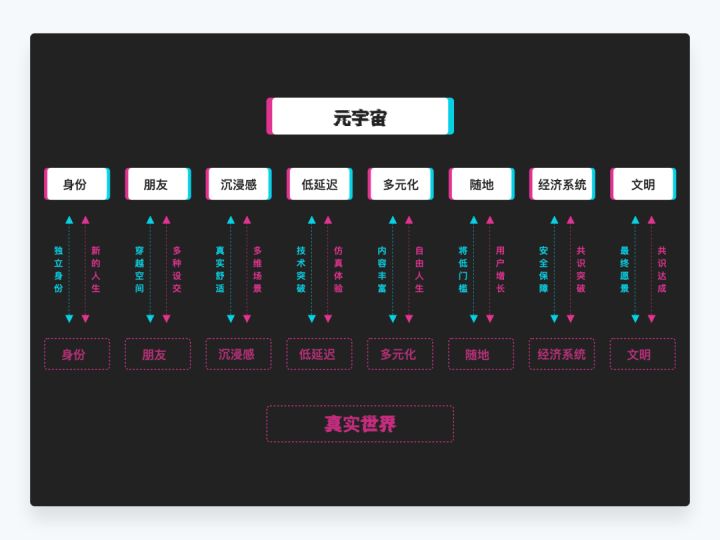 元宇宙
身份
朋友
沉浸感
低延迟
多元化
随地
经济系统
文明
独立身份
新的人生
穿越空间
多种设交
真实舒适
多维场景
技术突破
仿真体验
内容丰富
自由人生
将低门槛
用户增长
安全保障
共识突破
最终愿景
共识达成
身份
朋友
沉浸感
低延迟
多元化
随地
经济系统
文明
真实世界